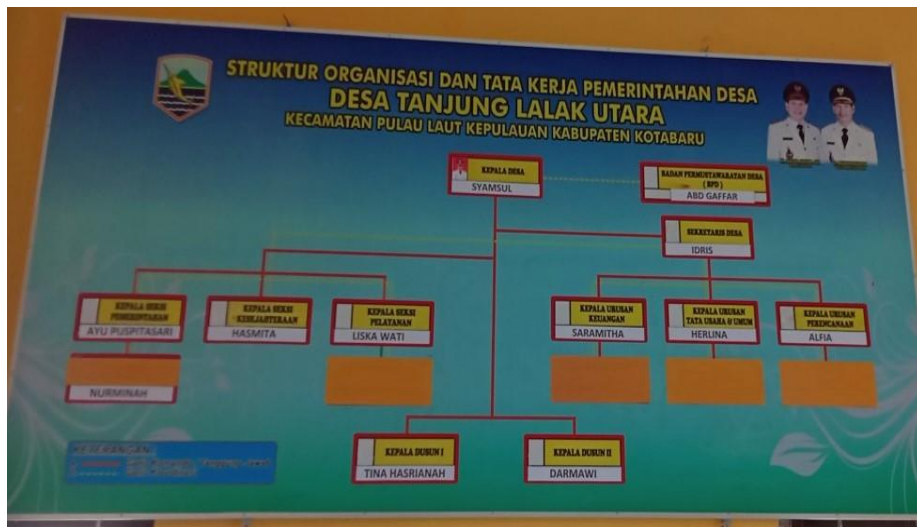 STRUKTUR ORGANISASI DAN TATA KERJA PEMERINTAHAN DESA
DESA TANJUNG LALAK UTARA
KECAMATAN PULAU LAUT KEPULAUAN KABUPATEN KOTABARU
KEPALA DESA
SYAMSUL
BADAN PERMUSYAWARATAN DESA
( BPD )
ABD GAFFAR
SEKRETARIS DESA
IDRIS
KEPALA SEKSI
PEMERINTAHAN
AYU PUSPITASARI
KEPALA SEKSI
KESEJAHTERAAN
HASMITA
KEPALA SEKSI
PELAYANAN
LISKA WATI
KEPALA URUSAN
KEUANGAN
SARAMITHA
KEPALA URUSAN
TATA USAHA & UMUM
HERLINA
KEPALA URUSAN
PERENCANAAN
ALFIA
NURMINAH
KEPALA DUSUN I
TINA HASRIANAH
KEPALA DUSUN II
DARMAWI
KETERANGAN :